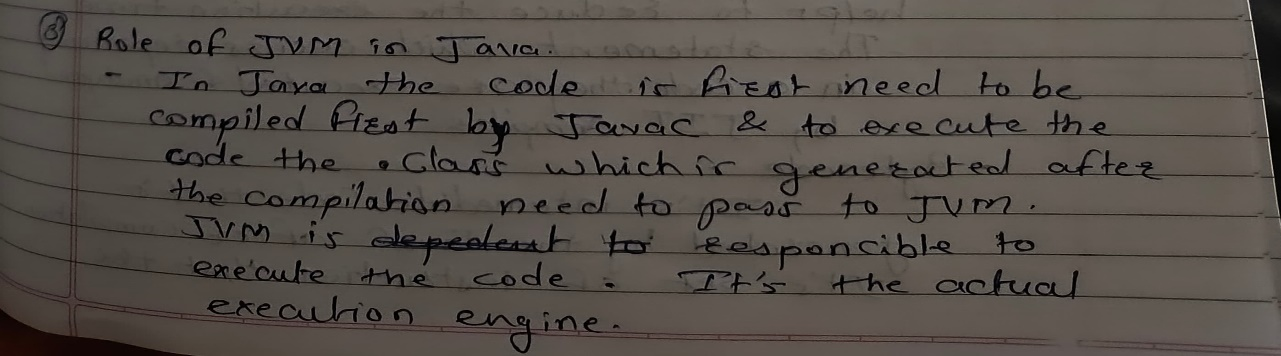 ③ Role of JVM in Java.
- In Java the code is first need to be
compiled first by Javac & to execute the
code the .Class which is generated after
the compilation need to pass to JVM.
JVM is depedent to responcible to
execute the code. It's the actual
execution engine.